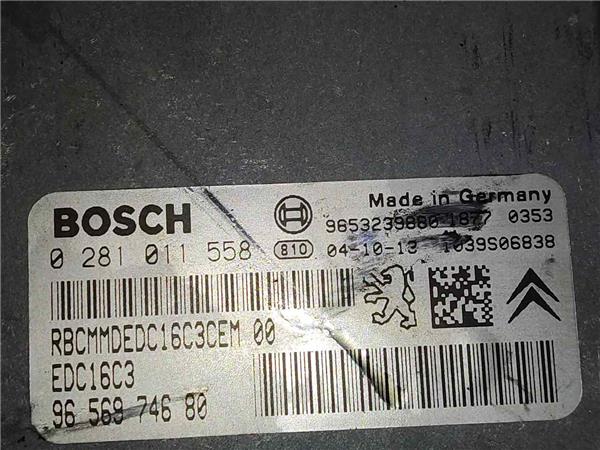 Made in Germany
BOSCH
9653239880 1877 0353
0 281 011 558
810
04-10-13
1039S06838
RBCMMDEDC16C3CEM 00
EDC16C3
96 569 746 80